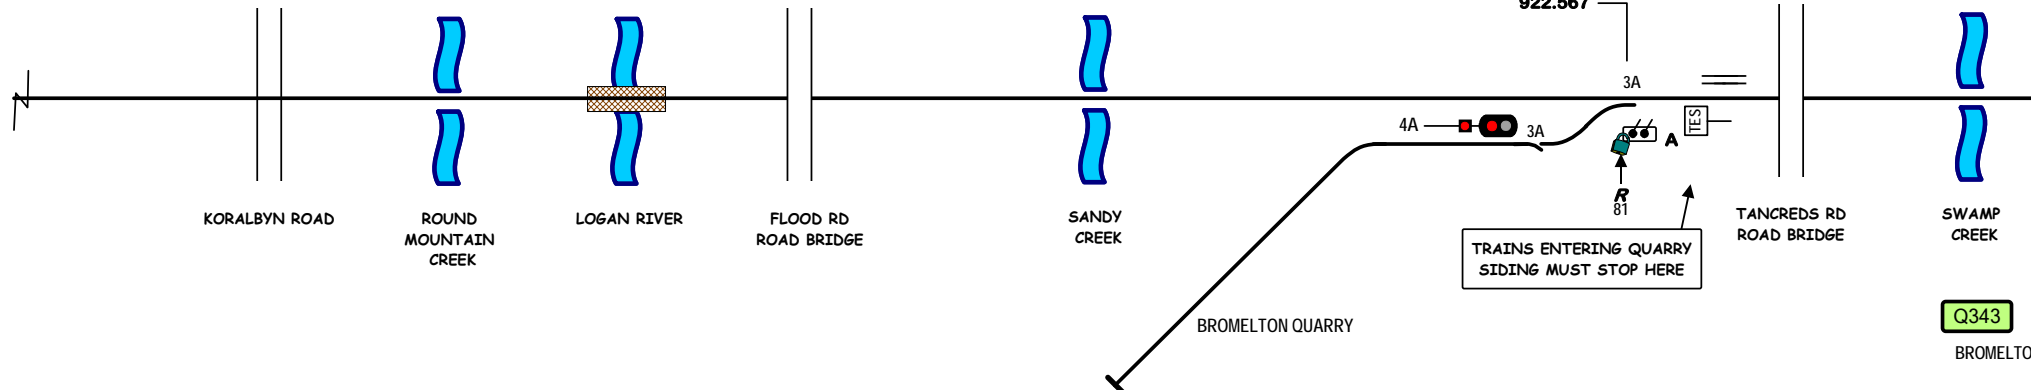 922.567
3A
4A
3A
TES
A
R
81
KORALBYN ROAD
ROUND
MOUNTAIN
CREEK
LOGAN RIVER
FLOOD RD
ROAD BRIDGE
SANDY
CREEK
TRAINS ENTERING QUARRY
SIDING MUST STOP HERE
TANCREDS RD
ROAD BRIDGE
SWAMP
CREEK
BROMELTON QUARRY
Q343
BROMELTO